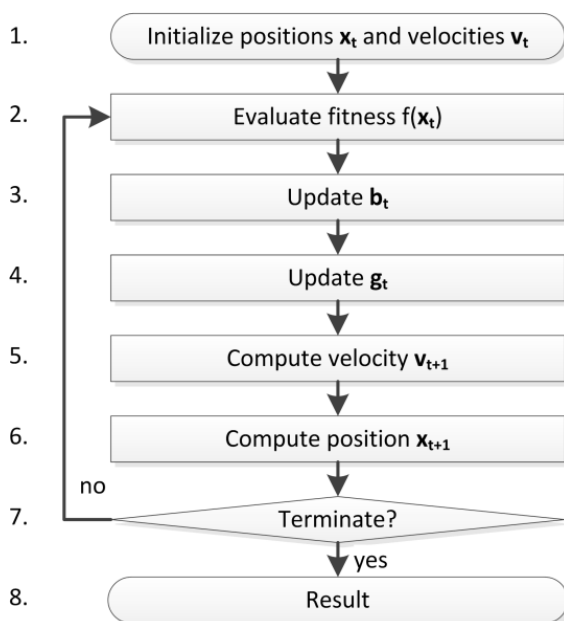 1. Initialize positions xₜ and velocities vₜ
2. Evaluate fitness f(xₜ)
3. Update bₜ
4. Update gₜ
5. Compute velocity vₜ₊₁
6. Compute position xₜ₊₁
no
7. Terminate?
yes
8. Result